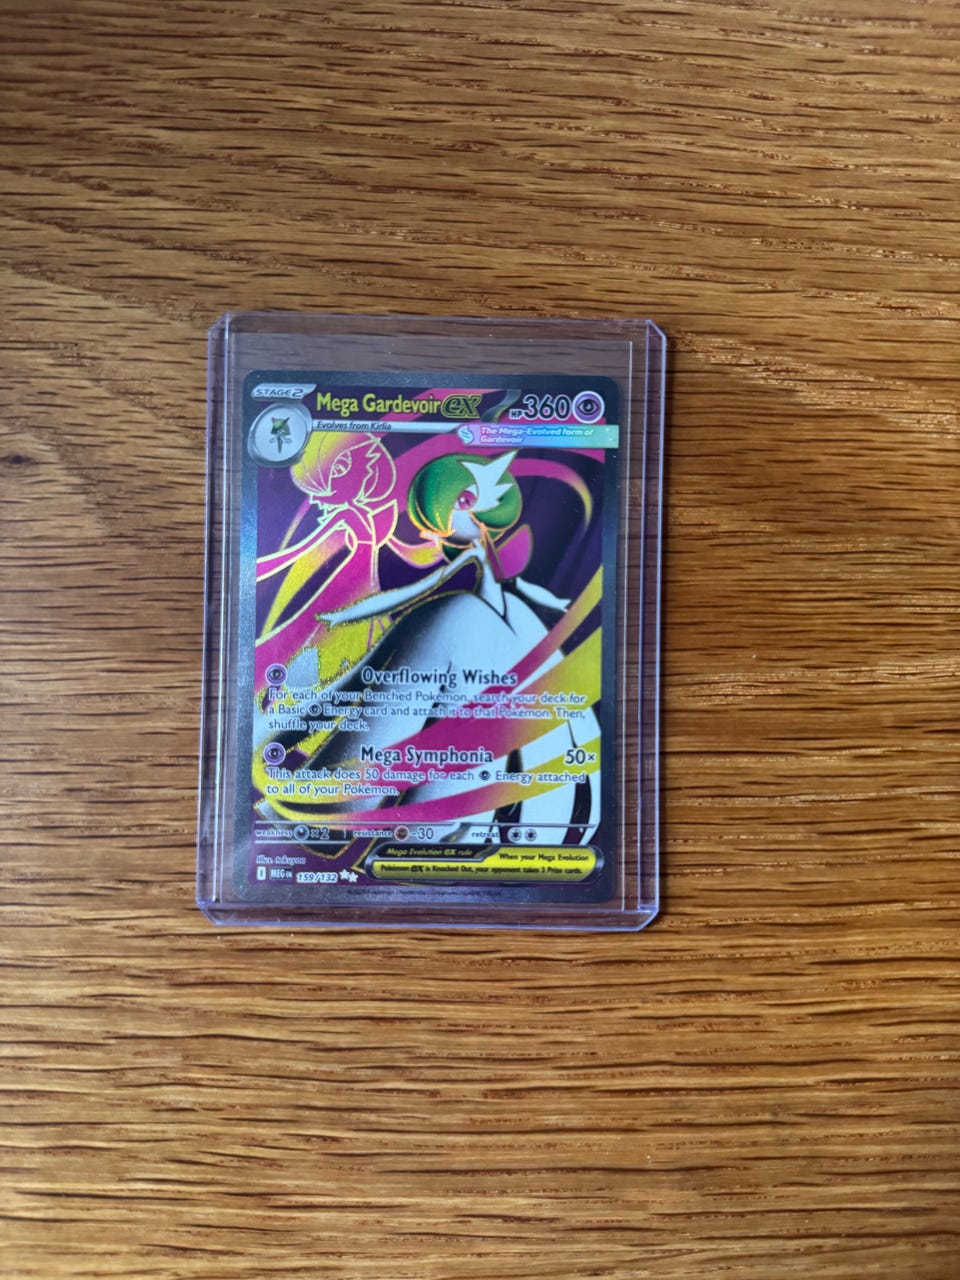 STAGE 2
Mega Gardevoir ex HP 360
Evolves from Kirlia
The Mega-Evolved form of
Gardevoir
Overflowing Wishes
For each of your Benched Pokémon, search your deck for
a Basic Energy card and attach it to that Pokémon. Then,
shuffle your deck.
Mega Symphonia 50×
This attack does 50 damage for each Energy attached
to all of your Pokémon.
weakness ×2 resistance -30 retreat
Mega Evolution ex rule
When your Mega Evolution
Pokémon ex is Knocked Out, your opponent takes 3 Prize cards.
Illus. takuyoa
MEG EN 159/132